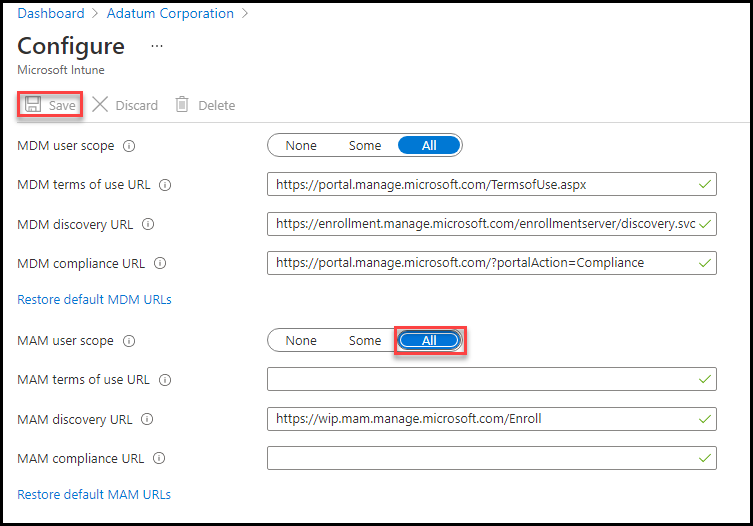 Dashboard > Adatum Corporation >
Configure ...
Microsoft Intune
Save Discard Delete
MDM user scope None Some All
MDM terms of use URL https://portal.manage.microsoft.com/TermsofUse.aspx
MDM discovery URL https://enrollment.manage.microsoft.com/enrollmentserver/discovery.svc
MDM compliance URL https://portal.manage.microsoft.com/?portalAction=Compliance
Restore default MDM URLs
MAM user scope None Some All
MAM terms of use URL
MAM discovery URL https://wip.mam.manage.microsoft.com/Enroll
MAM compliance URL
Restore default MAM URLs